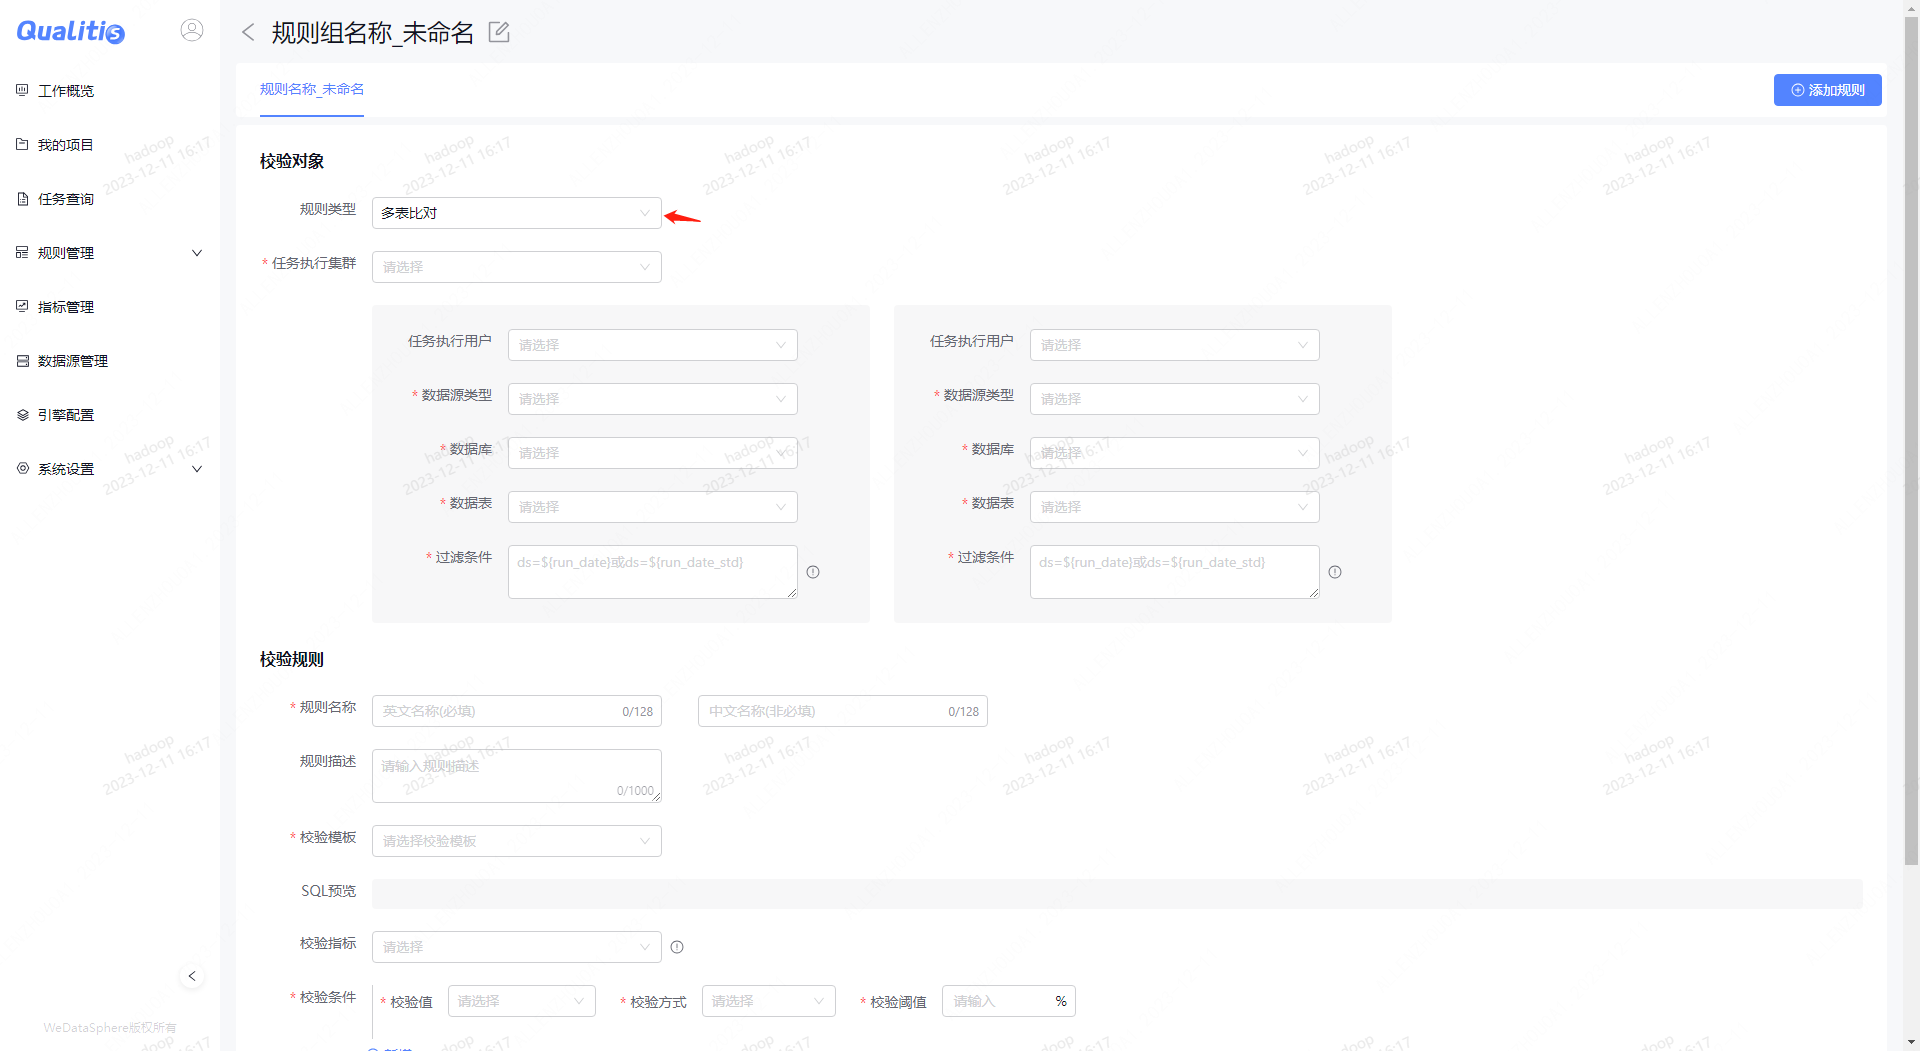 Qualitis
规则组名称_未命名
工作概览
我的项目
任务查询
规则管理
指标管理
数据源管理
引擎配置
系统设置
WeDataSphere版权所有
规则名称_未命名
添加规则
校验对象
规则类型 多表比对
* 任务执行集群 请选择
任务执行用户 请选择
* 数据源类型 请选择
* 数据库 请选择
* 数据表 请选择
* 过滤条件 ds=${run_date}或ds=${run_date_std}
任务执行用户 请选择
* 数据源类型 请选择
* 数据库 请选择
* 数据表 请选择
* 过滤条件 ds=${run_date}或ds=${run_date_std}
校验规则
* 规则名称 英文名称(必填) 0/128 中文名称(非必填) 0/128
规则描述 请输入规则描述 0/1000
* 校验模板 请选择校验模板
SQL预览
校验指标 请选择
* 校验条件 * 校验值 请选择 * 校验方式 请选择 * 校验阈值 请输入 %
hadoop
2023-12-11 16:17